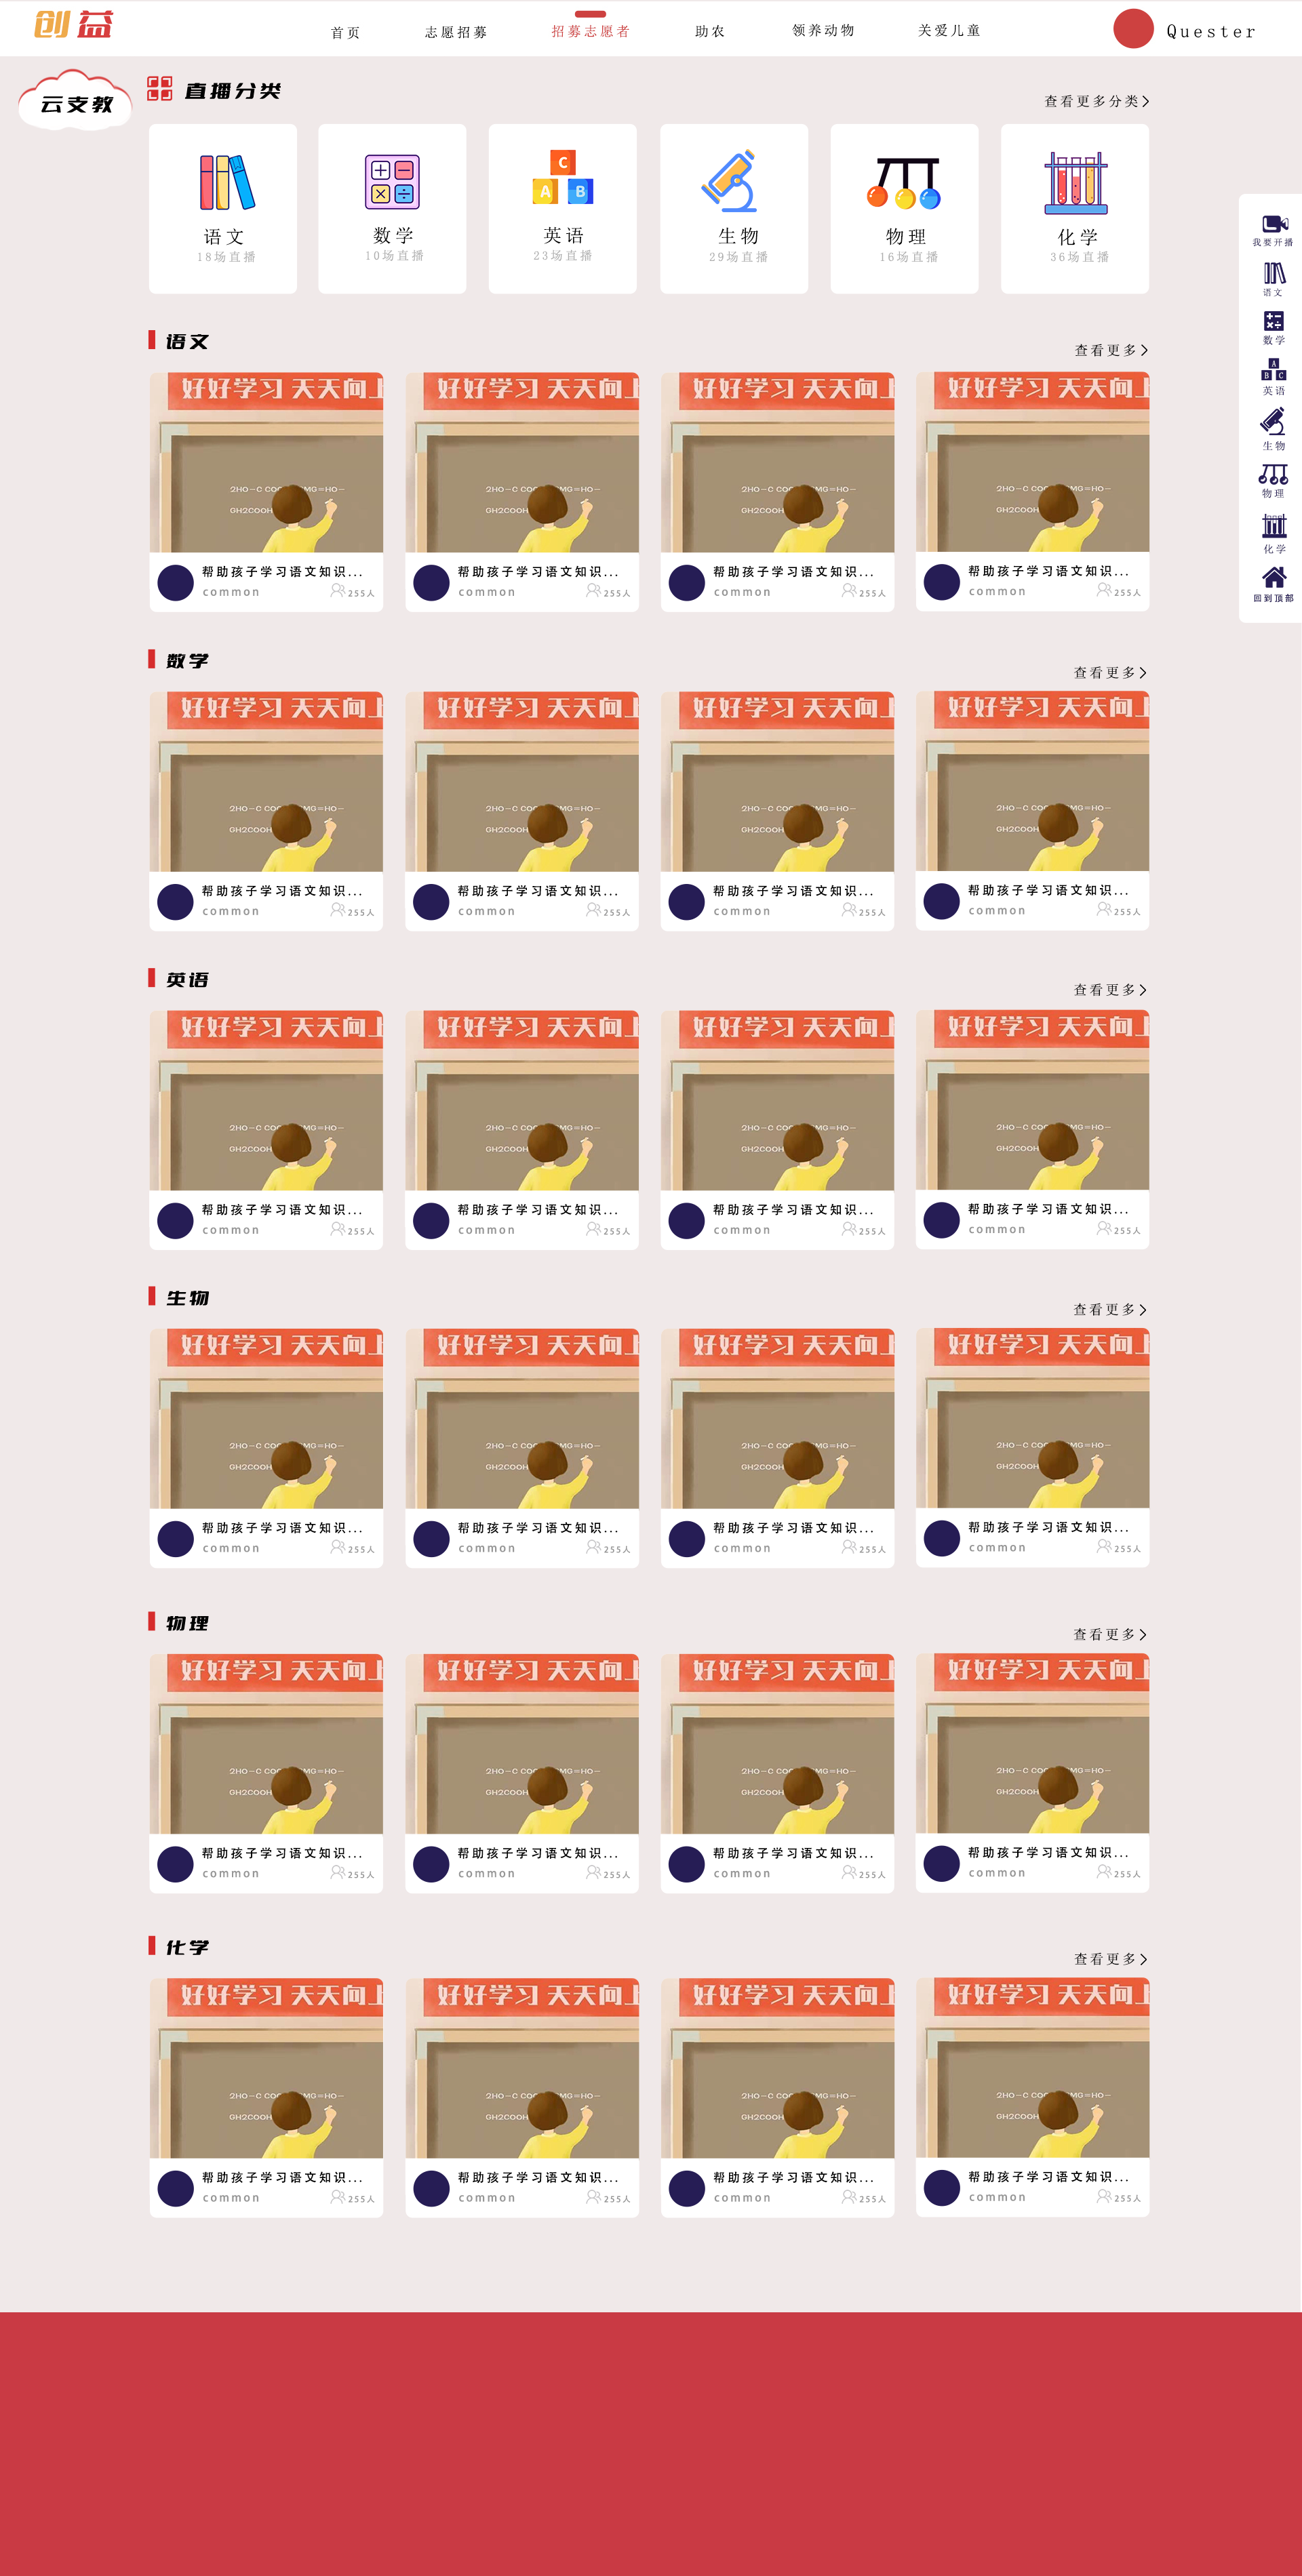 创益
首页 志愿招募 招募志愿者 助农 领养动物 关爱儿童
Quester
云支教
直播分类
查看更多分类
语文 数学 英语 生物 物理 化学
18场直播 10场直播 23场直播 29场直播 16场直播 36场直播
我要开播
语文
数学
英语
生物
物理
化学
回到顶部
语文
查看更多
好好学习 天天向上 好好学习 天天向上 好好学习 天天向上 好好学习 天天向上
帮助孩子学习语文知识... 帮助孩子学习语文知识... 帮助孩子学习语文知识... 帮助孩子学习语文知识...
common 255人 common 255人 common 255人 common 255人
数学
查看更多
好好学习 天天向上 好好学习 天天向上 好好学习 天天向上 好好学习 天天向上
帮助孩子学习语文知识... 帮助孩子学习语文知识... 帮助孩子学习语文知识... 帮助孩子学习语文知识...
common 255人 common 255人 common 255人 common 255人
英语
查看更多
好好学习 天天向上 好好学习 天天向上 好好学习 天天向上 好好学习 天天向上
帮助孩子学习语文知识... 帮助孩子学习语文知识... 帮助孩子学习语文知识... 帮助孩子学习语文知识...
common 255人 common 255人 common 255人 common 255人
生物
查看更多
好好学习 天天向上 好好学习 天天向上 好好学习 天天向上 好好学习 天天向上
帮助孩子学习语文知识... 帮助孩子学习语文知识... 帮助孩子学习语文知识... 帮助孩子学习语文知识...
common 255人 common 255人 common 255人 common 255人
物理
查看更多
好好学习 天天向上 好好学习 天天向上 好好学习 天天向上 好好学习 天天向上
帮助孩子学习语文知识... 帮助孩子学习语文知识... 帮助孩子学习语文知识... 帮助孩子学习语文知识...
common 255人 common 255人 common 255人 common 255人
化学
查看更多
好好学习 天天向上 好好学习 天天向上 好好学习 天天向上 好好学习 天天向上
帮助孩子学习语文知识... 帮助孩子学习语文知识... 帮助孩子学习语文知识... 帮助孩子学习语文知识...
common 255人 common 255人 common 255人 common 255人